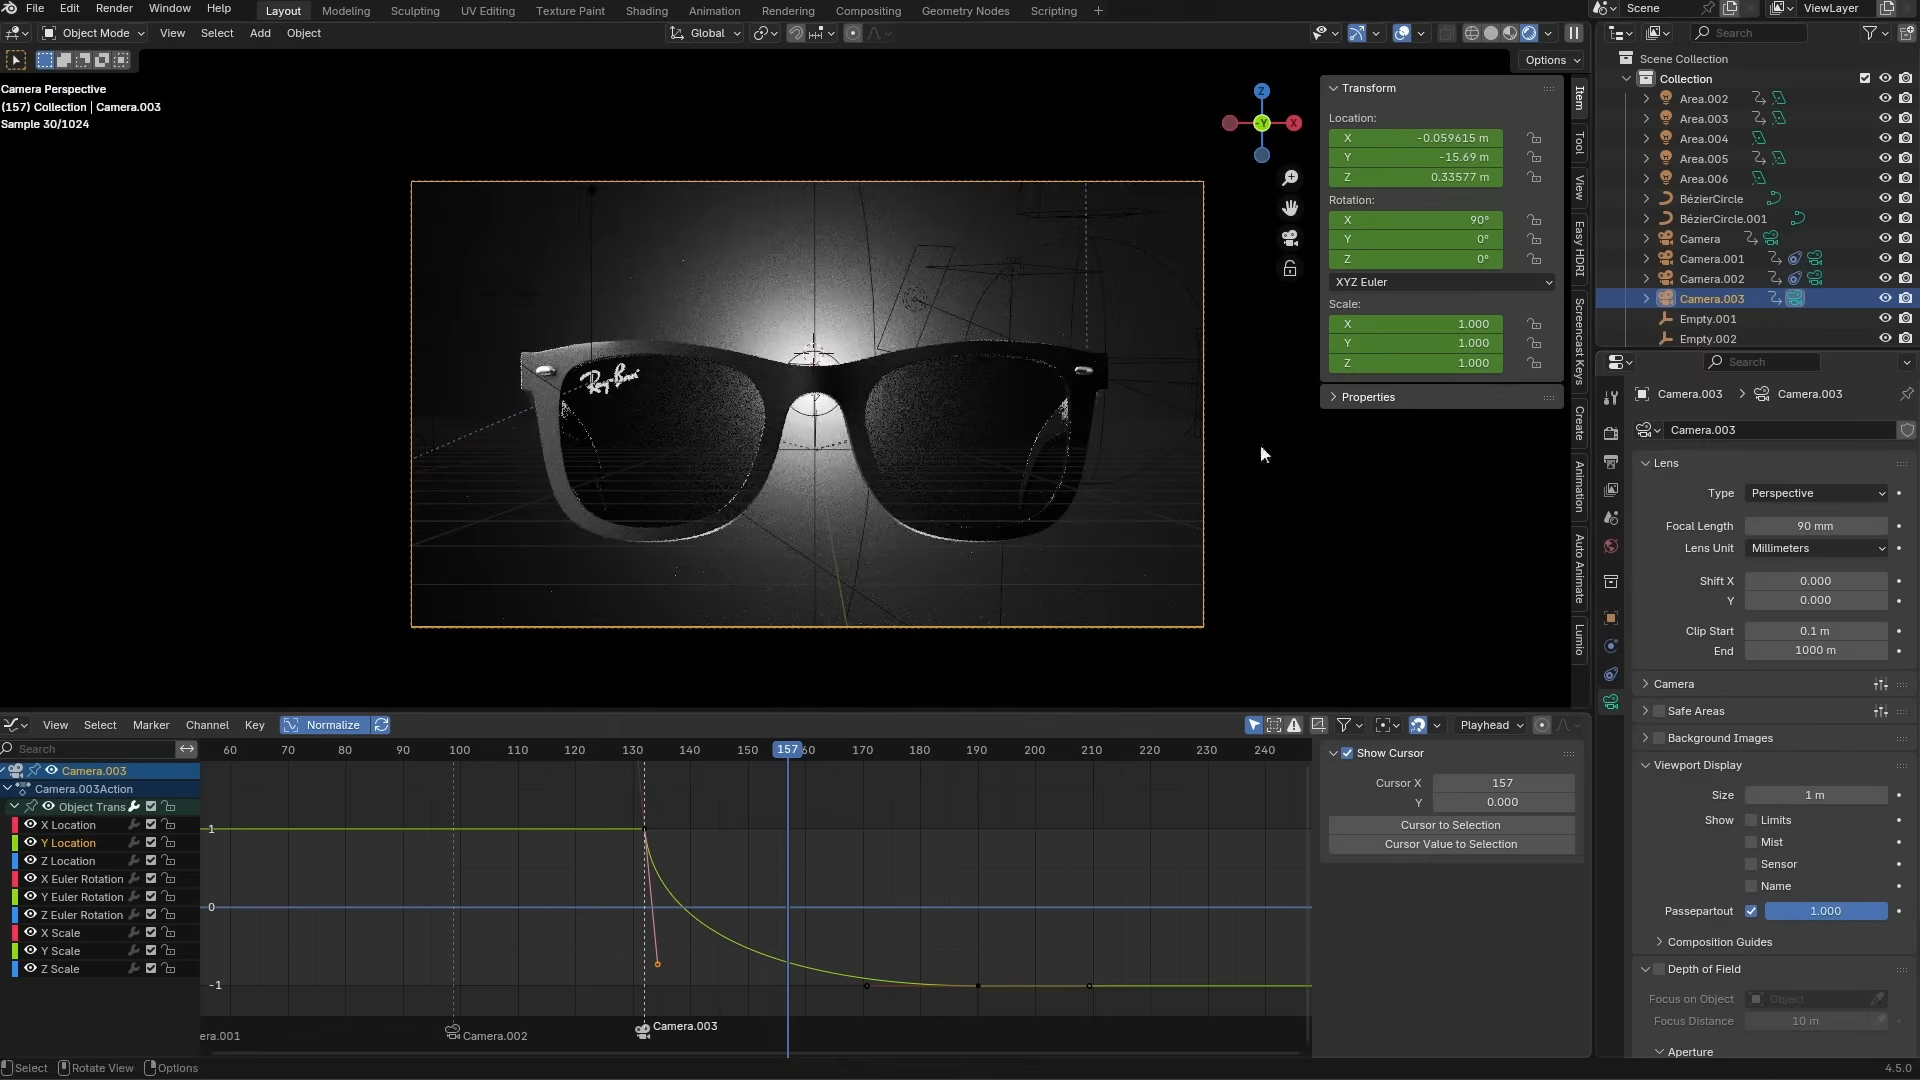 File Edit Render Window Help Layout Modeling Sculpting UV Editing Texture Paint Shading Animation Rendering Compositing Geometry Nodes Scripting + Scene ViewLayer
Object Mode View Select Add Object Global Search
Options
Camera Perspective
(157) Collection | Camera.003
Sample 30/1024
Z
-Y
X
Ray-Ban
Transform
Location:
X -0.059615 m
Y -15.69 m
Z 0.33577 m
Rotation:
X 90°
Y 0°
Z 0°
XYZ Euler
Scale:
X 1.000
Y 1.000
Z 1.000
Properties
Item
Tool
View
Easy HDRI
Screencast Keys
Create
Animation
Auto Animate
Lumio
Scene Collection
Collection
Area.002
Area.003
Area.004
Area.005
Area.006
BézierCircle
BézierCircle.001
Camera
Camera.001
Camera.002
Camera.003
Empty.001
Empty.002
Search
Camera.003 > Camera.003
Camera.003
Lens
Type Perspective
Focal Length 90 mm
Lens Unit Millimeters
Shift X 0.000
Y 0.000
Clip Start 0.1 m
End 1000 m
Camera
Safe Areas
Background Images
Viewport Display
Size 1 m
Show Limits
Mist
Sensor
Name
Passepartout 1.000
Composition Guides
Depth of Field
Focus on Object Object
Focus Distance 10 m
Aperture
View Select Marker Channel Key Normalize Playhead
Search 60 70 80 90 100 110 120 130 140 150 157 60 170 180 190 200 210 220 230 240
Camera.003
Camera.003Action
Object Trans
X Location
Y Location
Z Location
X Euler Rotation
Y Euler Rotation
Z Euler Rotation
X Scale
Y Scale
Z Scale
1
0
-1
era.001 Camera.002 Camera.003
Show Cursor
Cursor X 157
Y 0.000
Cursor to Selection
Cursor Value to Selection
Select Rotate View Options 4.5.0